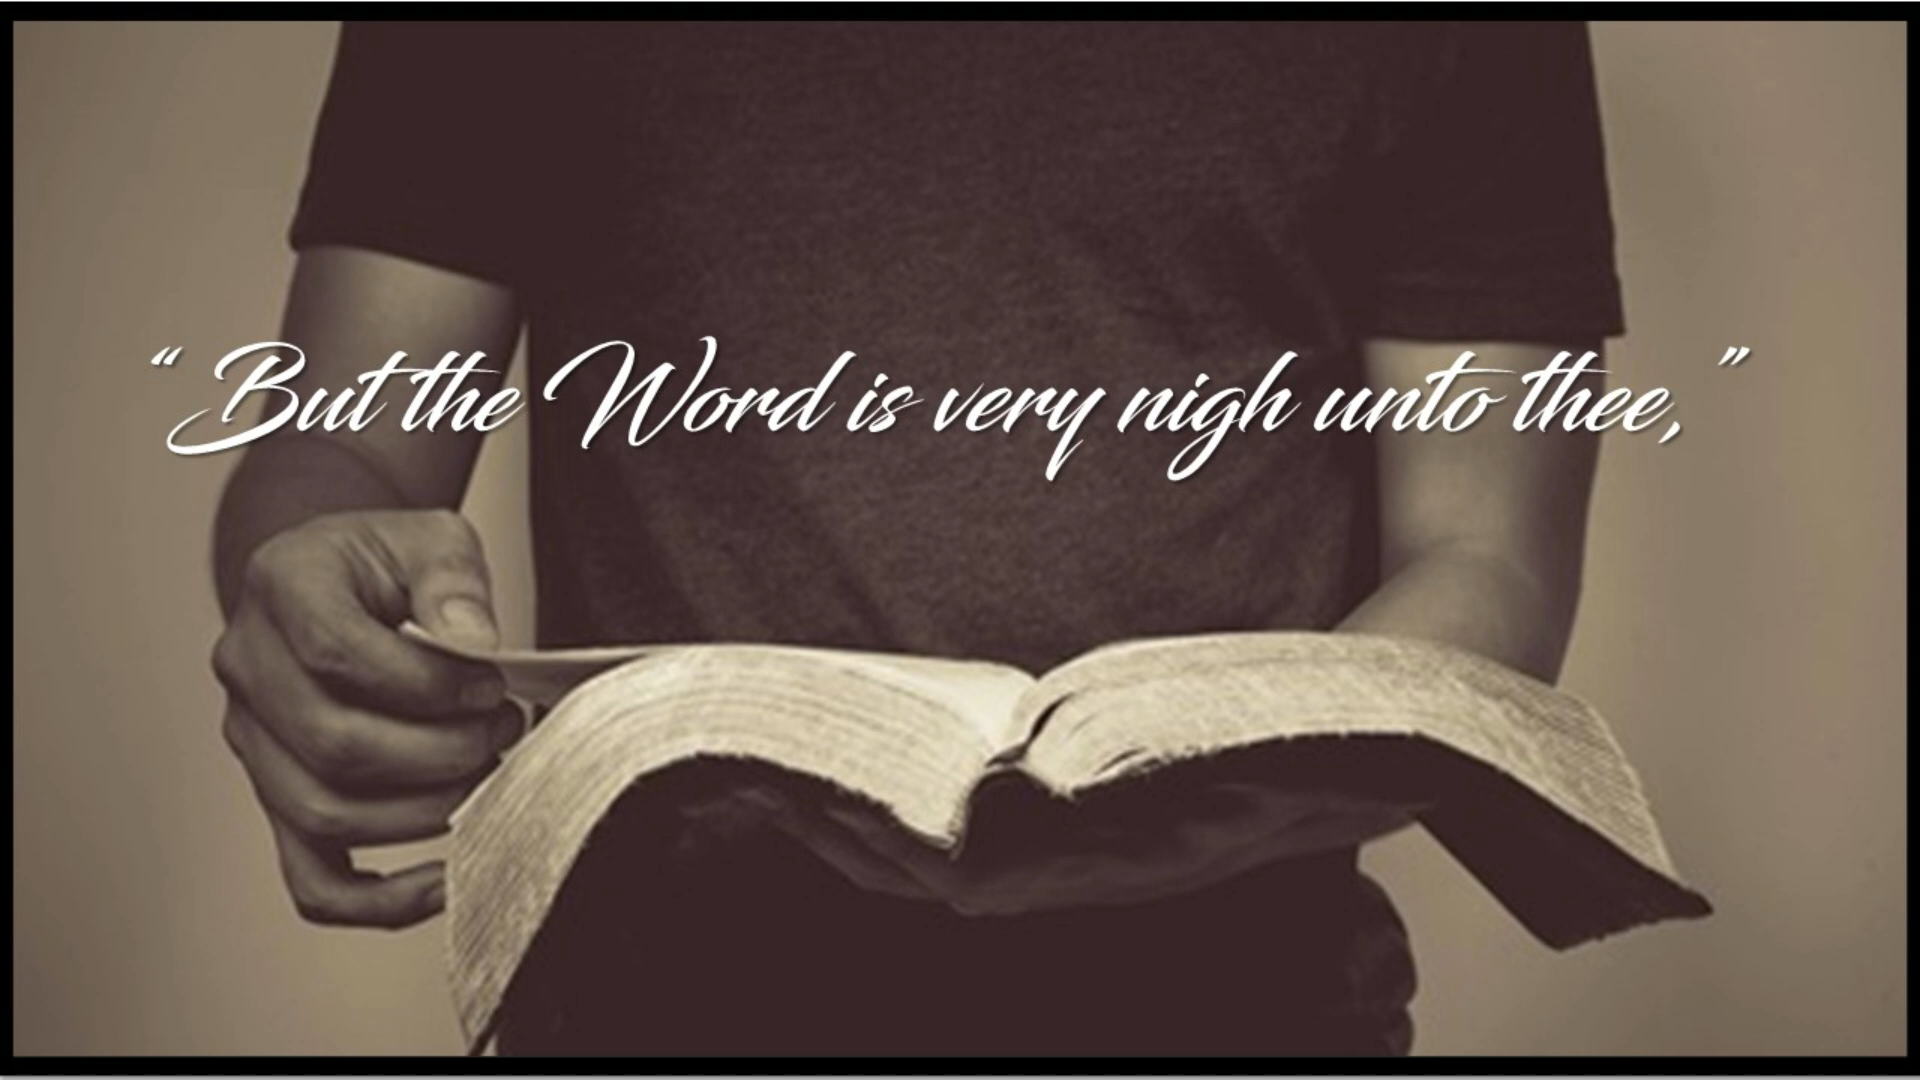 “ But the Word is very nigh unto thee, ”